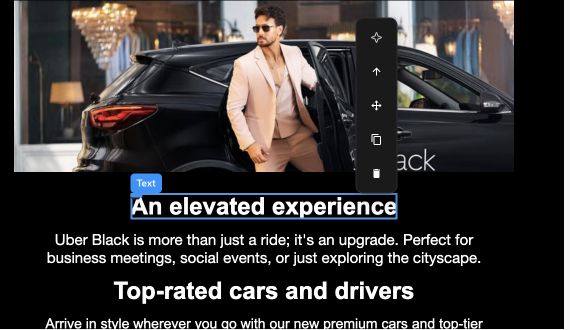 ack
Text
An elevated experience
Uber Black is more than just a ride; it's an upgrade. Perfect for
business meetings, social events, or just exploring the cityscape.
Top-rated cars and drivers
Arrive in style wherever you go with our new premium cars and top-tier